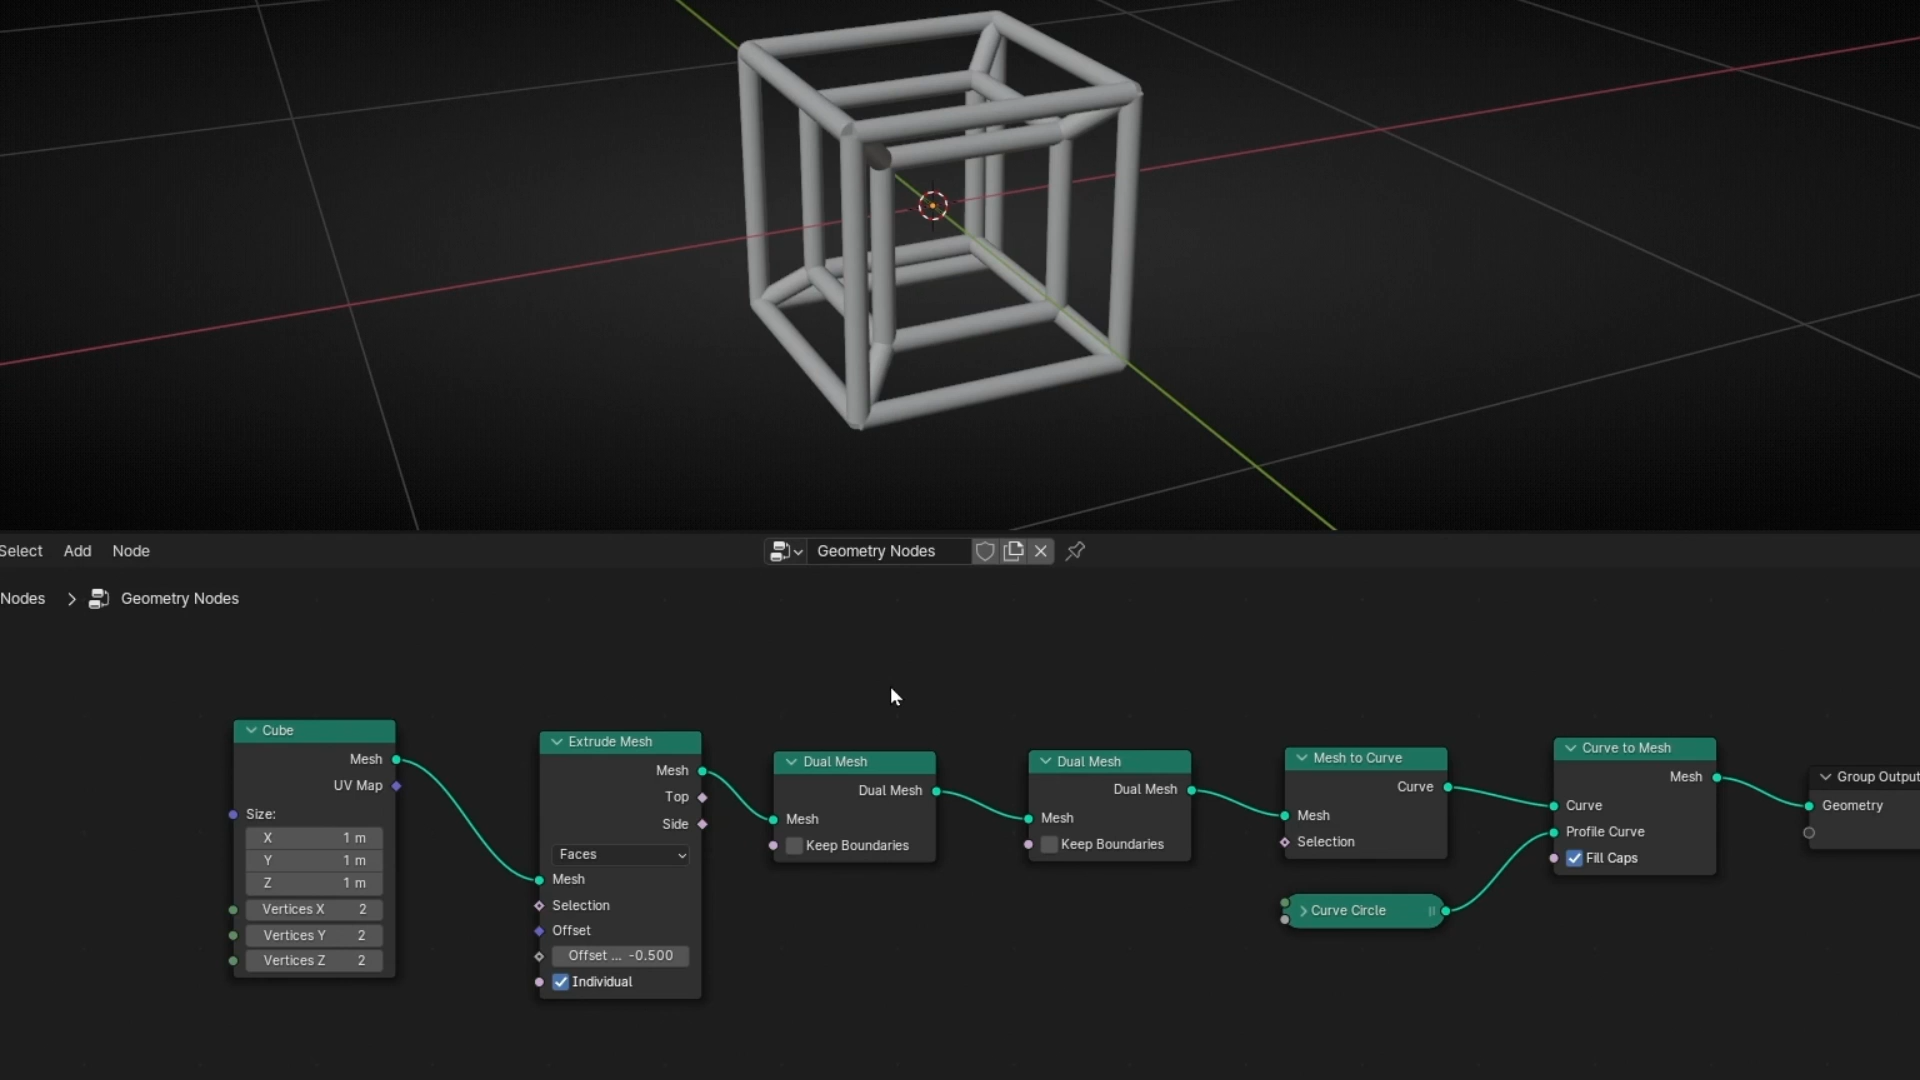 Select Add Node
Geometry Nodes
Nodes
Geometry Nodes
Cube
Mesh
UV Map
Size:
X 1 m
Y 1 m
Z 1 m
Vertices X 2
Vertices Y 2
Vertices Z 2
Extrude Mesh
Mesh
Top
Side
Faces
Mesh
Selection
Offset
Offset ... -0.500
Individual
Dual Mesh
Dual Mesh
Mesh
Keep Boundaries
Dual Mesh
Dual Mesh
Mesh
Keep Boundaries
Mesh to Curve
Curve
Mesh
Selection
Curve Circle
Curve to Mesh
Mesh
Curve
Profile Curve
Fill Caps
Group Output
Geometry